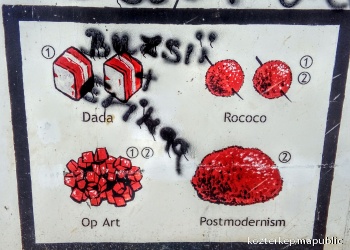 ①
①
②
Dada
Rococo
① ②
②
Op Art
Postmodernism
kozterkep.mapublic